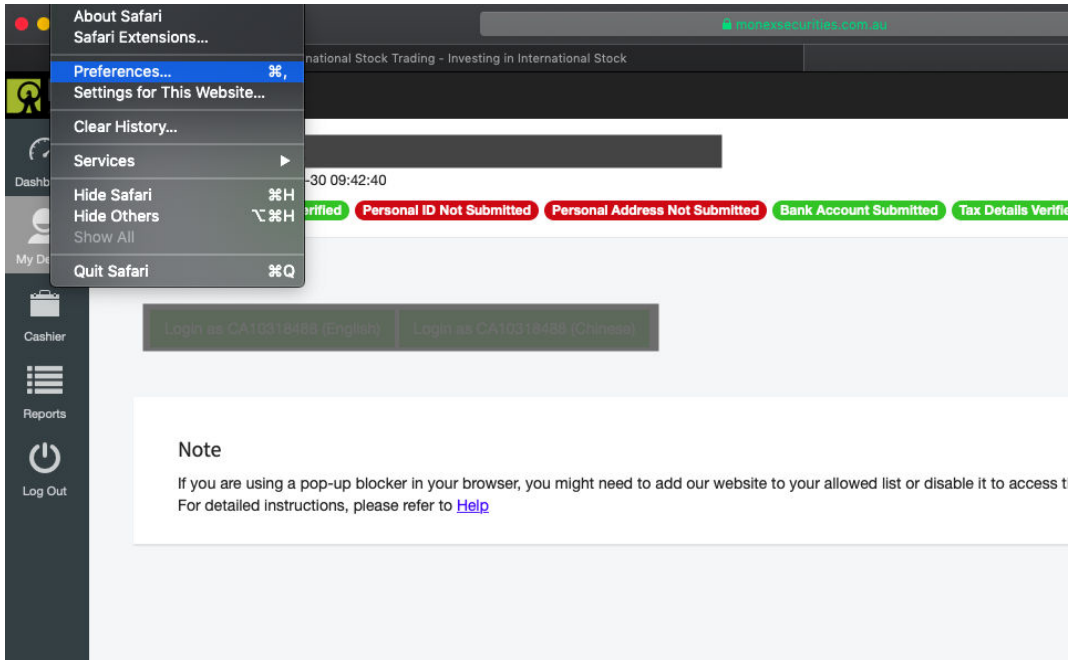 About Safari
Safari Extensions...
Preferences... ⌘,
Settings for This Website...
Clear History...
Services ▶
Hide Safari ⌘H
Hide Others ⌥⌘H
Show All
Quit Safari ⌘Q
monexsecurities.com.au
national Stock Trading - Investing in International Stock
-30 09:42:40
Personal ID Not Submitted
Personal Address Not Submitted
Bank Account Submitted
Tax Details Verifie
Dashb
My De
Cashier
Reports
Log Out
Login as CA10318486 (English)
Login as CA10318486 (Chinese)
Note
If you are using a pop-up blocker in your browser, you might need to add our website to your allowed list or disable it to access t
For detailed instructions, please refer to Help